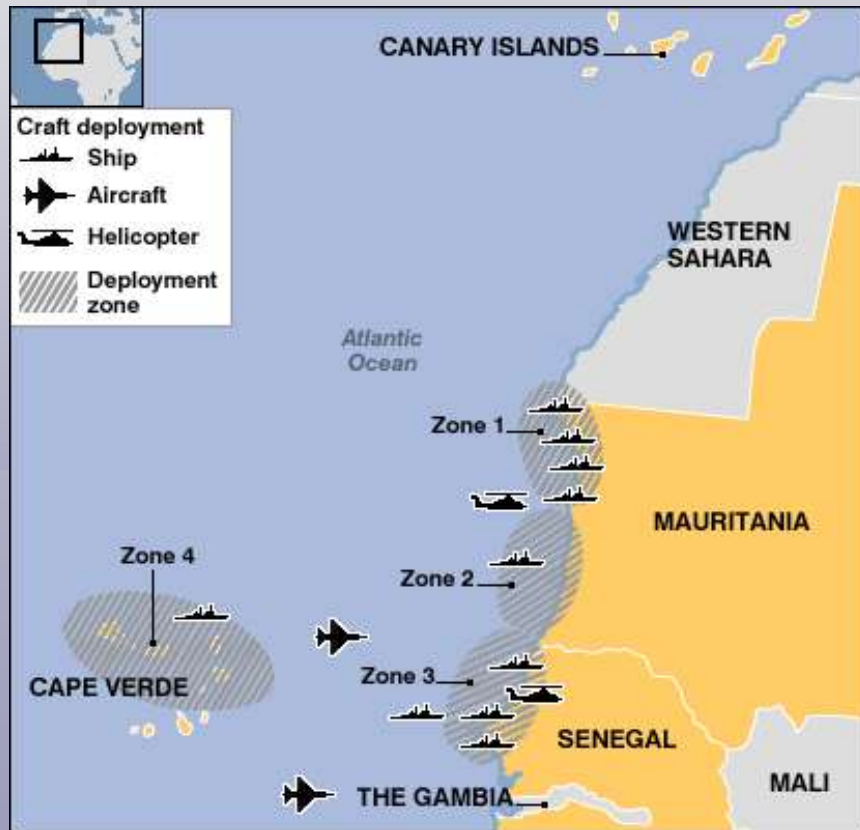 CANARY ISLANDS
Craft deployment
Ship
Aircraft
Helicopter
Deployment
zone
WESTERN
SAHARA
Atlantic
Ocean
Zone 1
MAURITANIA
Zone 4
Zone 2
Zone 3
CAPE VERDE
SENEGAL
MALI
THE GAMBIA